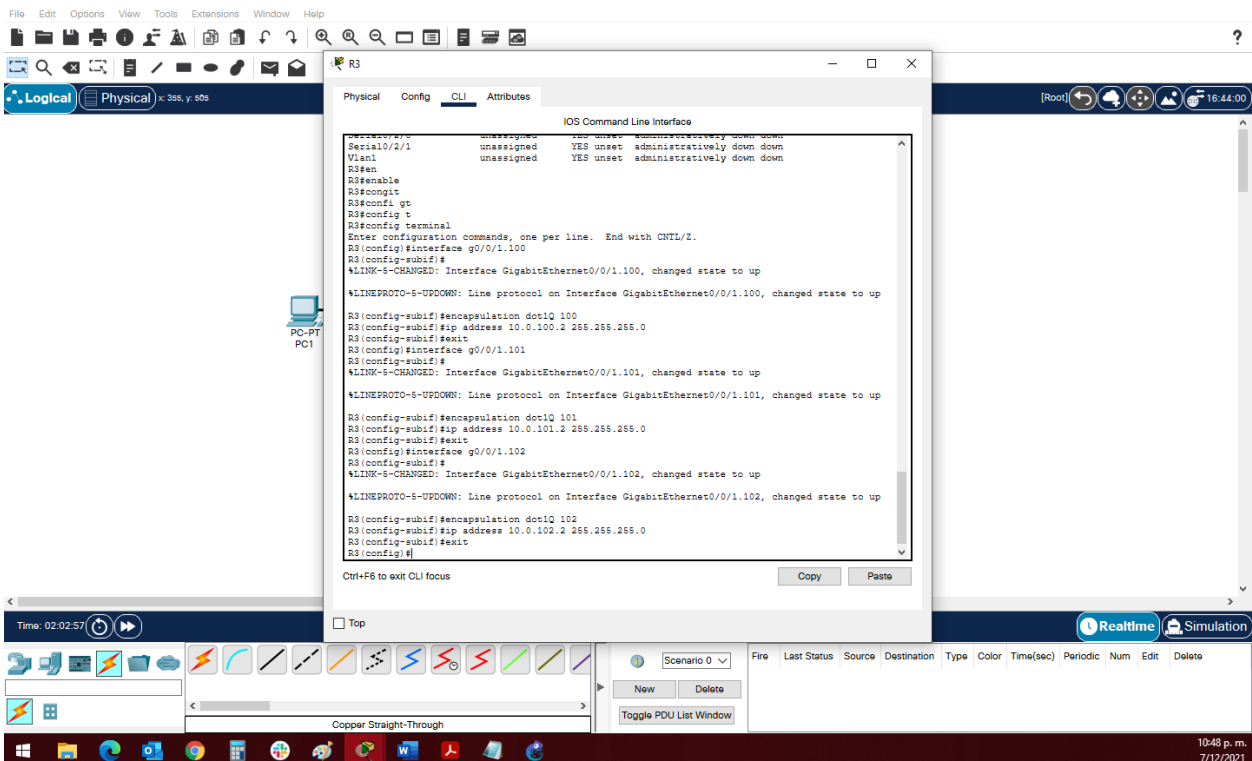 File Edit Options View Tools Extensions Window Help
?
R3
Logical Physical x: 355, y: 505
[Root] 16:44:00
Physical Config CLI Attributes
IOS Command Line Interface
Serial0/2/0 unassigned YES unset administratively down down
Serial0/2/1 unassigned YES unset administratively down down
Vlan1 unassigned YES unset administratively down down
R3#en
R3#enable
R3#congit
R3#confi gt
R3#config t
R3#config terminal
Enter configuration commands, one per line. End with CNTL/Z.
R3(config)#interface g0/0/1.100
R3(config-subif)#
%LINK-5-CHANGED: Interface GigabitEthernet0/0/1.100, changed state to up
%LINEPROTO-5-UPDOWN: Line protocol on Interface GigabitEthernet0/0/1.100, changed state to up
R3(config-subif)#encapsulation dot1Q 100
R3(config-subif)#ip address 10.0.100.2 255.255.255.0
R3(config-subif)#exit
R3(config)#interface g0/0/1.101
R3(config-subif)#
%LINK-5-CHANGED: Interface GigabitEthernet0/0/1.101, changed state to up
%LINEPROTO-5-UPDOWN: Line protocol on Interface GigabitEthernet0/0/1.101, changed state to up
R3(config-subif)#encapsulation dot1Q 101
R3(config-subif)#ip address 10.0.101.2 255.255.255.0
R3(config-subif)#exit
R3(config)#interface g0/0/1.102
R3(config-subif)#
%LINK-5-CHANGED: Interface GigabitEthernet0/0/1.102, changed state to up
%LINEPROTO-5-UPDOWN: Line protocol on Interface GigabitEthernet0/0/1.102, changed state to up
R3(config-subif)#encapsulation dot1Q 102
R3(config-subif)#ip address 10.0.102.2 255.255.255.0
R3(config-subif)#exit
R3(config)#
PC-PT
PC1
Ctrl+F6 to exit CLI focus Copy Paste
Top
Time: 02:02:57 Realtime Simulation
Scenario 0 Fire Last Status Source Destination Type Color Time(sec) Periodic Num Edit Delete
New Delete
Toggle PDU List Window
Copper Straight-Through
10:48 p. m.
7/12/2021